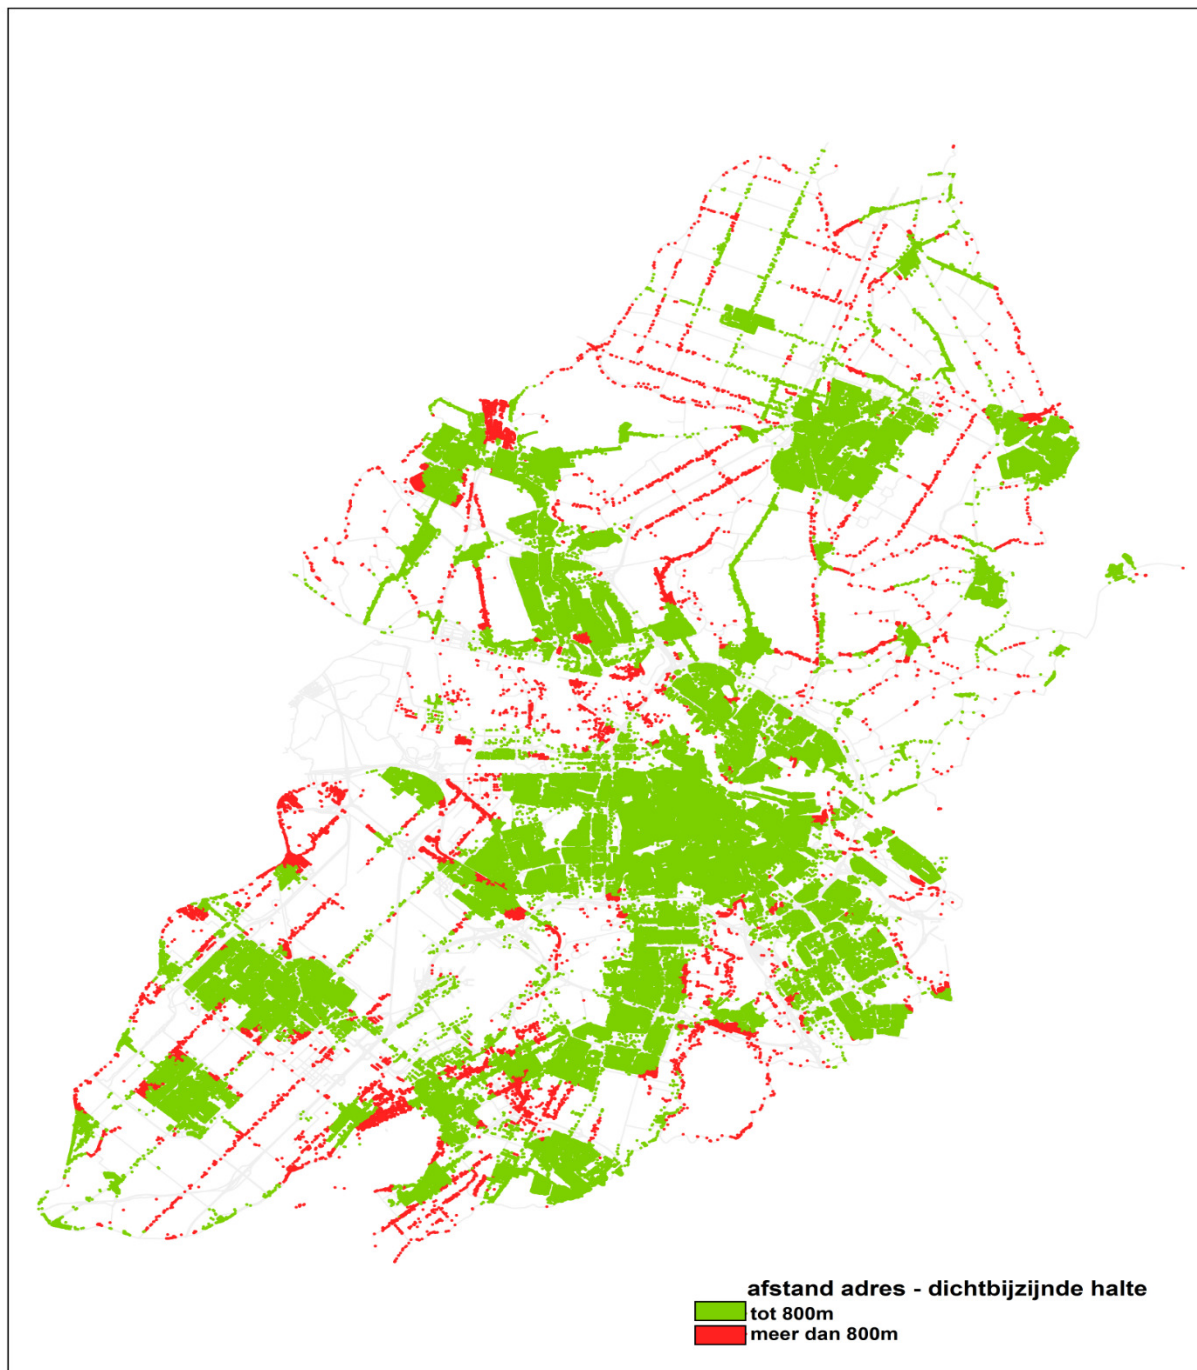 afstand adres - dichtbijzijnde halte
tot 800m
meer dan 800m